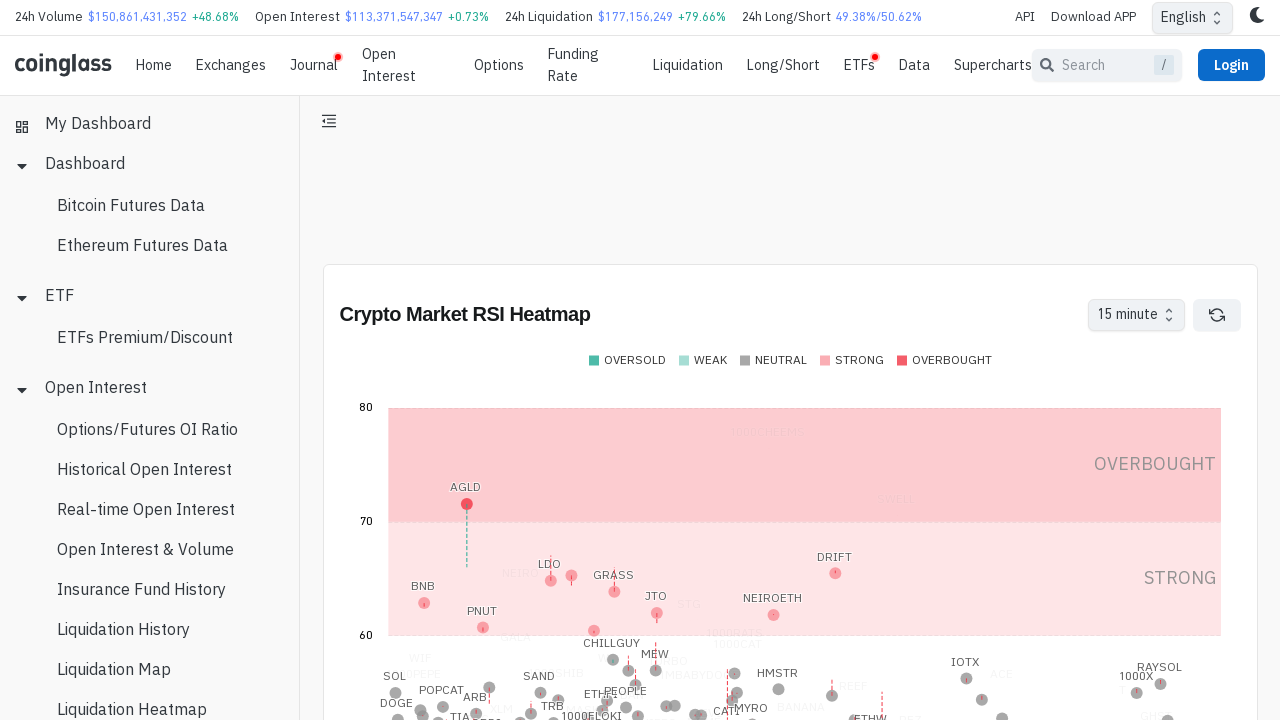 24h Volume $150,861,431,352 +48.68% Open Interest $113,371,547,347 +0.73% 24h Liquidation $177,156,249 +79.66% 24h Long/Short 49.38%/50.62% API Download APP English
coinglass Home Exchanges Journal Open Interest Options Funding Rate Liquidation Long/Short ETFs Data Supercharts Search / Login
My Dashboard
Dashboard
Bitcoin Futures Data
Ethereum Futures Data
ETF
ETFs Premium/Discount
Open Interest
Options/Futures OI Ratio
Historical Open Interest
Real-time Open Interest
Open Interest & Volume
Insurance Fund History
Liquidation History
Liquidation Map
Liquidation Heatmap
Crypto Market RSI Heatmap 15 minute
OVERSOLD WEAK NEUTRAL STRONG OVERBOUGHT
80
OVERBOUGHT
AGLD
70
DRIFT
LDO
GRASS
STRONG
BNB
JTO
NEIROETH
PNUT
60
CHILLGUY
MEW
IOTX
RAYSOL
SOL
SAND
HMSTR
1000X
POPCAT
ARB
ETHFI
PEOPLE
DOGE
TRB
CATI
MYRO
TIA
1000FLOKI
ETHW